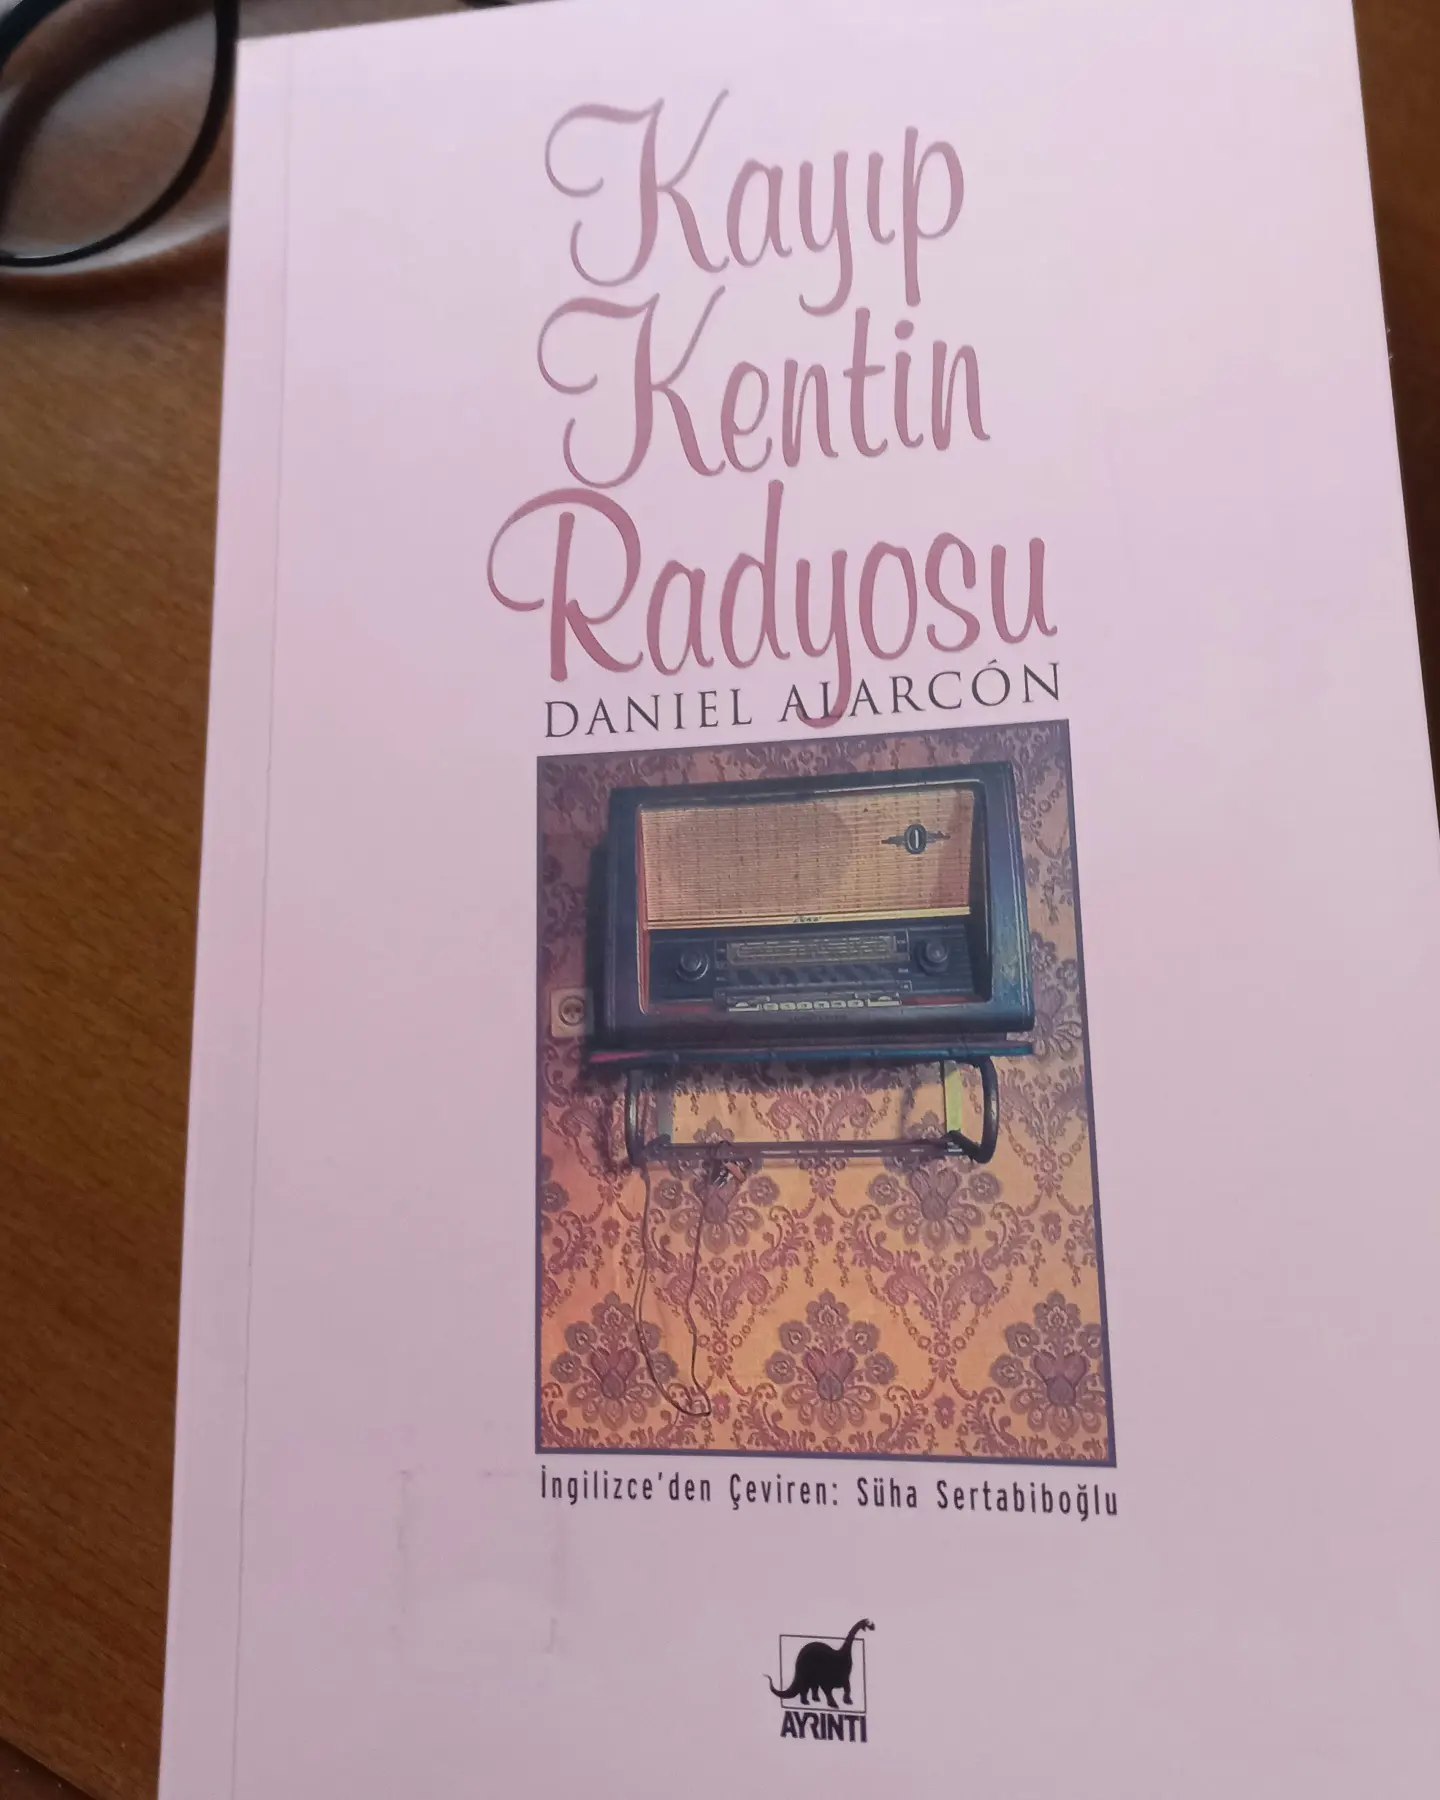 Kayıp
Kentin
Radyosu
DANIEL ALARCÓN
İngilizce'den Çeviren: Süha Sertabiboğlu
AYRINTI